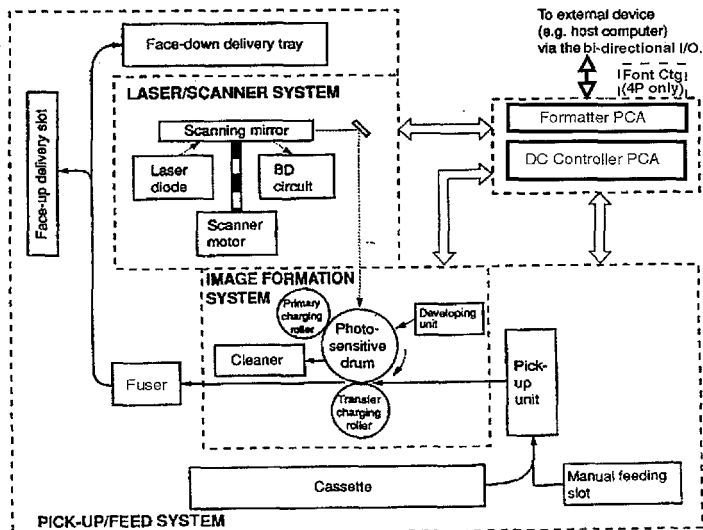 To external device
(e.g. host computer)
via the bi-directional I/O.
Font Ctg
(4P only)
Face-down delivery tray
LASER/SCANNER SYSTEM
Formatter PCA
Scanning mirror
DC Controller PCA
Laser
diode
BD
circuit
Face-up delivery slot
Scanner
motor
IMAGE FORMATION
SYSTEM
Primary
charging
roller
Photo-
sensitive
drum
Developing
unit
Cleaner
Fuser
Pick-
up
unit
Transfer
charging
roller
Cassette
Manual feeding
slot
PICK-UP/FEED SYSTEM